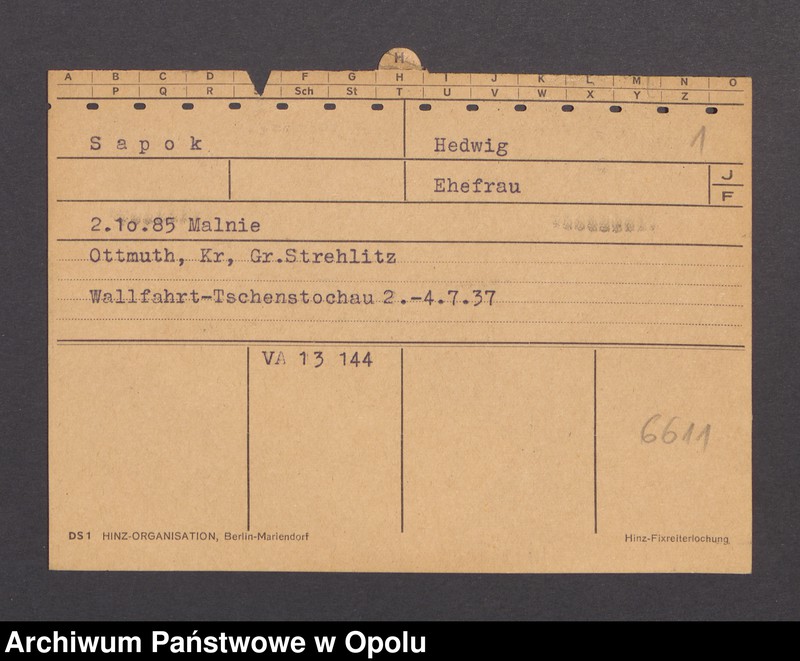 H
A B C D F G H I J K L M N O
P Q R Sch St T U V W X Y Z
Sapok Hedwig 1
Ehefrau J
F
2.10.85 Malnie
Ottmuth, Kr, Gr.Strehlitz
Wallfahrt-Tschenstochau 2.-4.7.37
VA 13 144
6611
DS1 HINZ-ORGANISATION, Berlin-Mariendorf Hinz-Fixreiterlochung
Archiwum Państwowe w Opolu